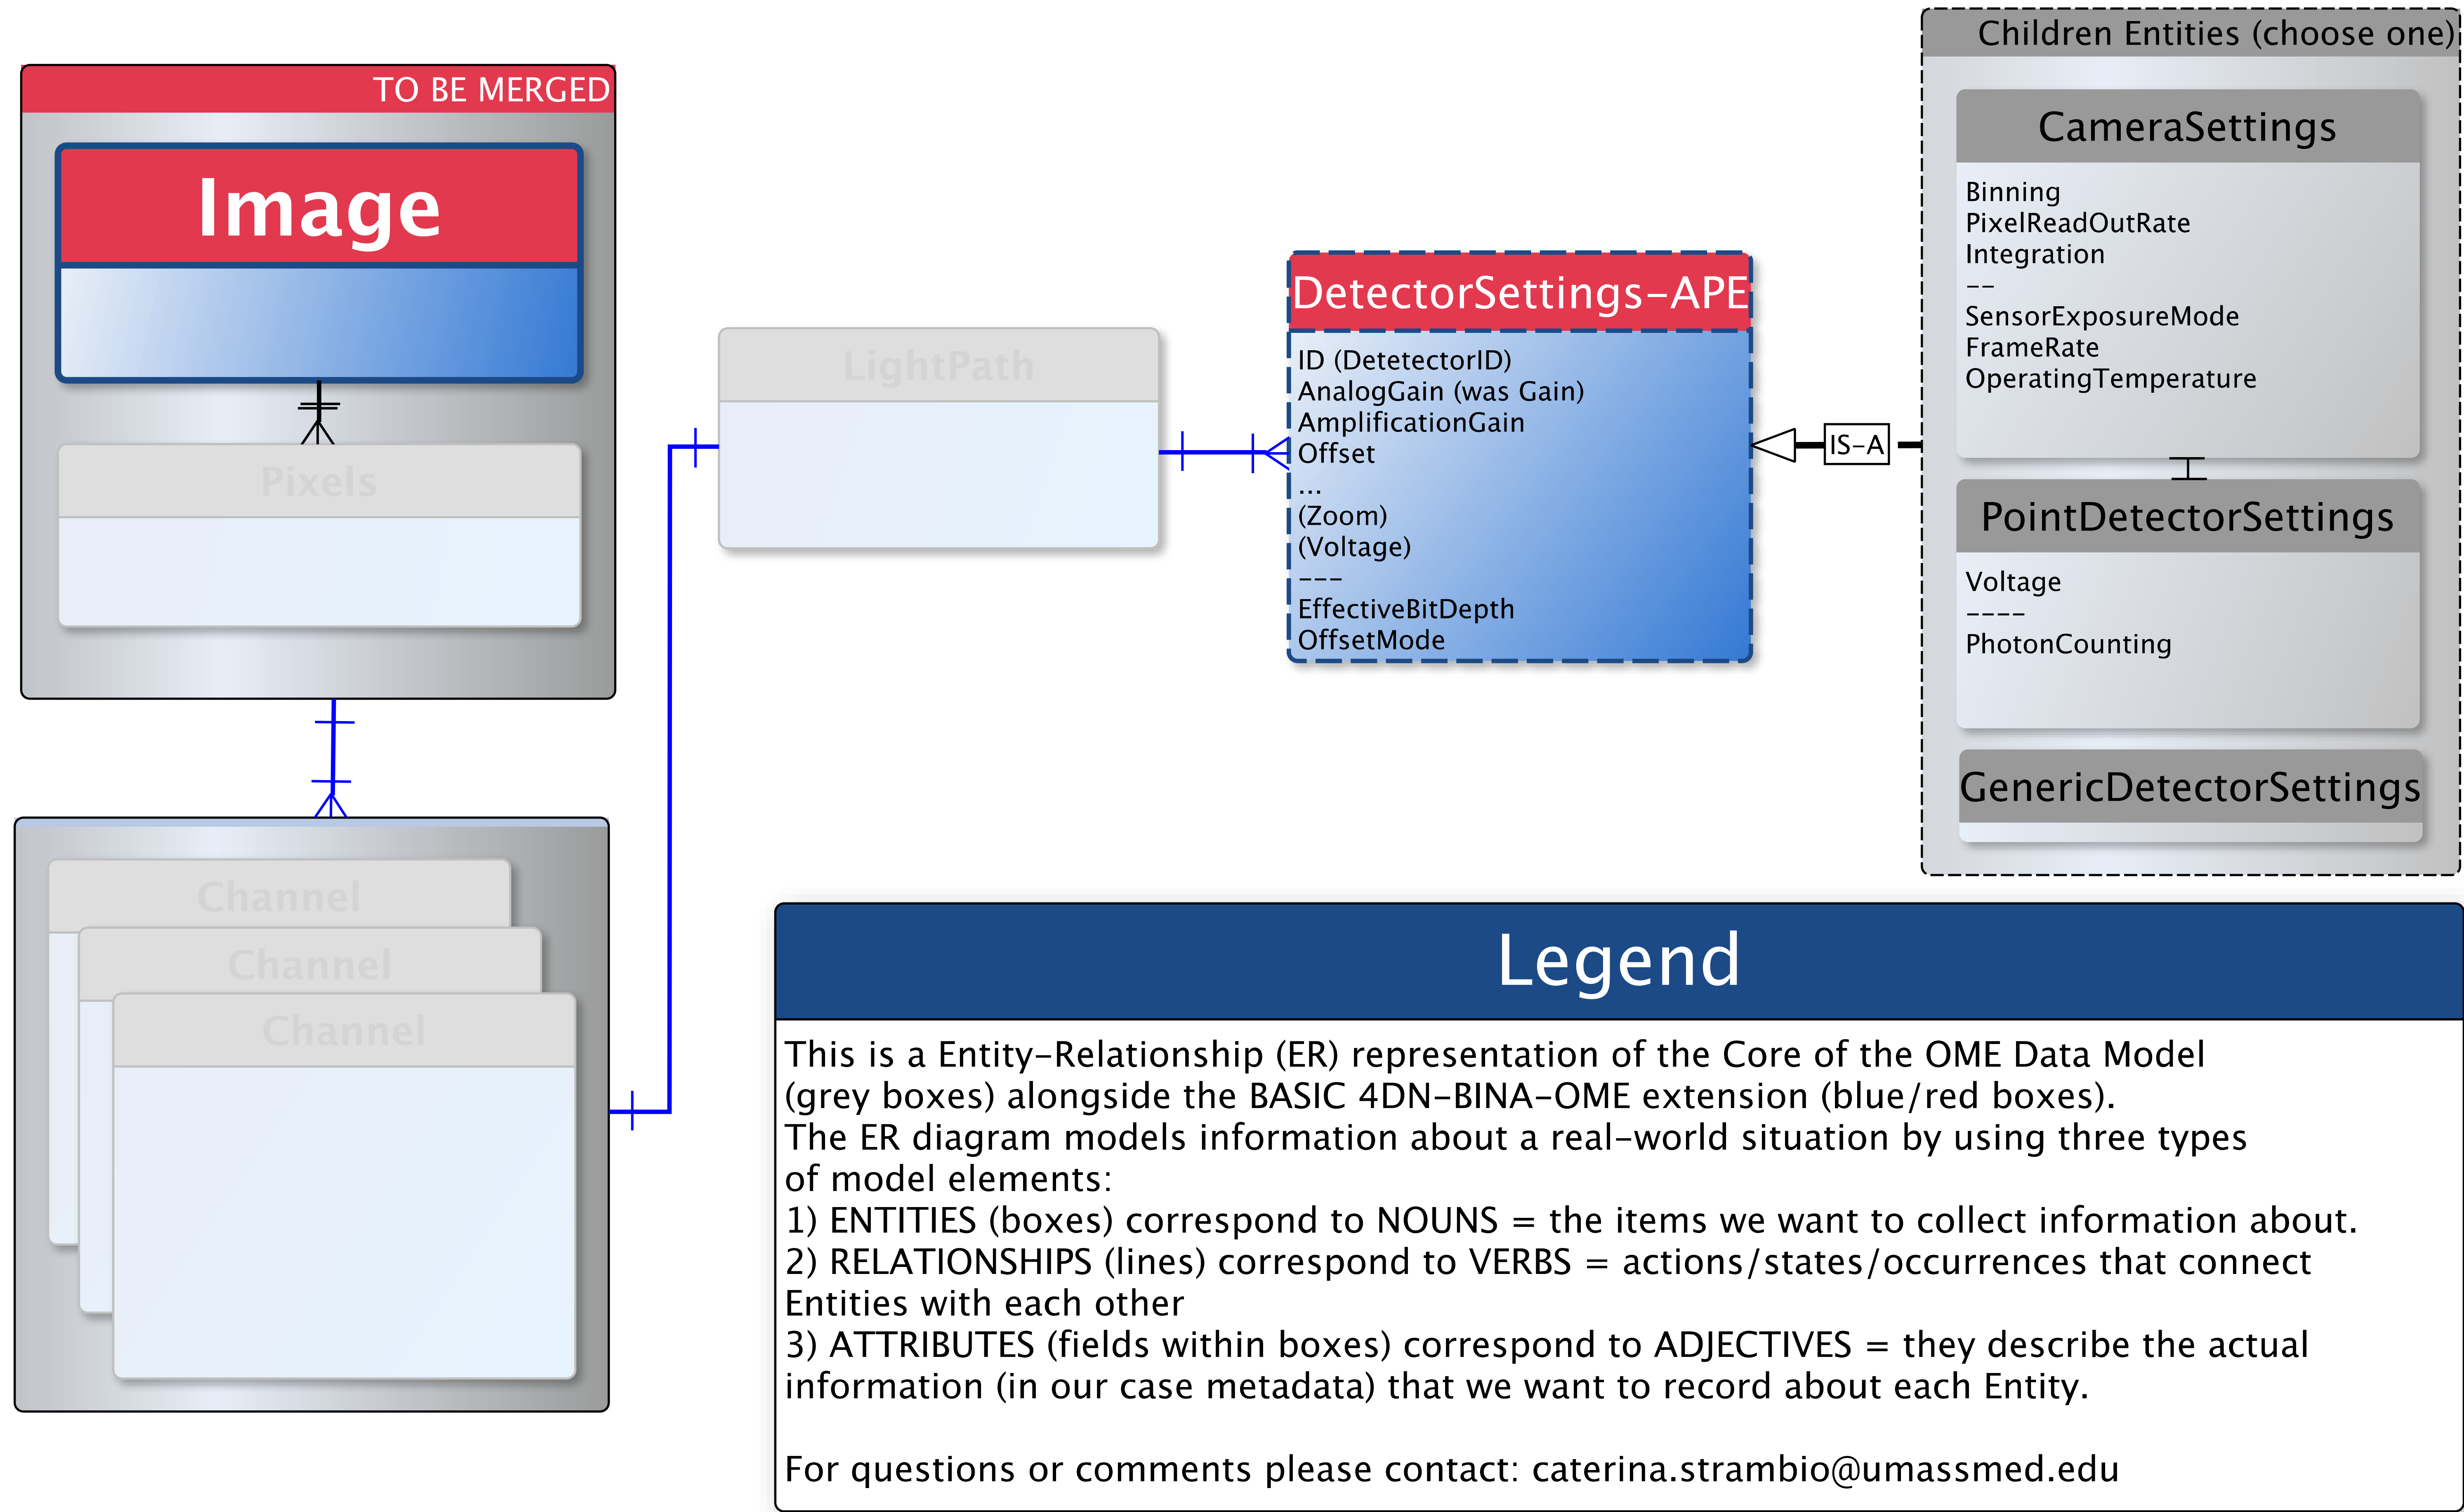 TO BE MERGED
Image
Pixels
Channel
Channel
Channel
LightPath
DetectorSettings-APE
ID (DetetectorID)
AnalogGain (was Gain)
AmplificationGain
Offset
...
(Zoom)
(Voltage)
---
EffectiveBitDepth
OffsetMode
IS-A
Children Entities (choose one)
CameraSettings
Binning
PixelReadOutRate
Integration
--
SensorExposureMode
FrameRate
OperatingTemperature
PointDetectorSettings
Voltage
----
PhotonCounting
GenericDetectorSettings
Legend
This is a Entity-Relationship (ER) representation of the Core of the OME Data Model
(grey boxes) alongside the BASIC 4DN-BINA-OME extension (blue/red boxes).
The ER diagram models information about a real-world situation by using three types
of model elements:
1) ENTITIES (boxes) correspond to NOUNS = the items we want to collect information about.
2) RELATIONSHIPS (lines) correspond to VERBS = actions/states/occurrences that connect
Entities with each other
3) ATTRIBUTES (fields within boxes) correspond to ADJECTIVES = they describe the actual
information (in our case metadata) that we want to record about each Entity.
For questions or comments please contact: caterina.strambio@umassmed.edu